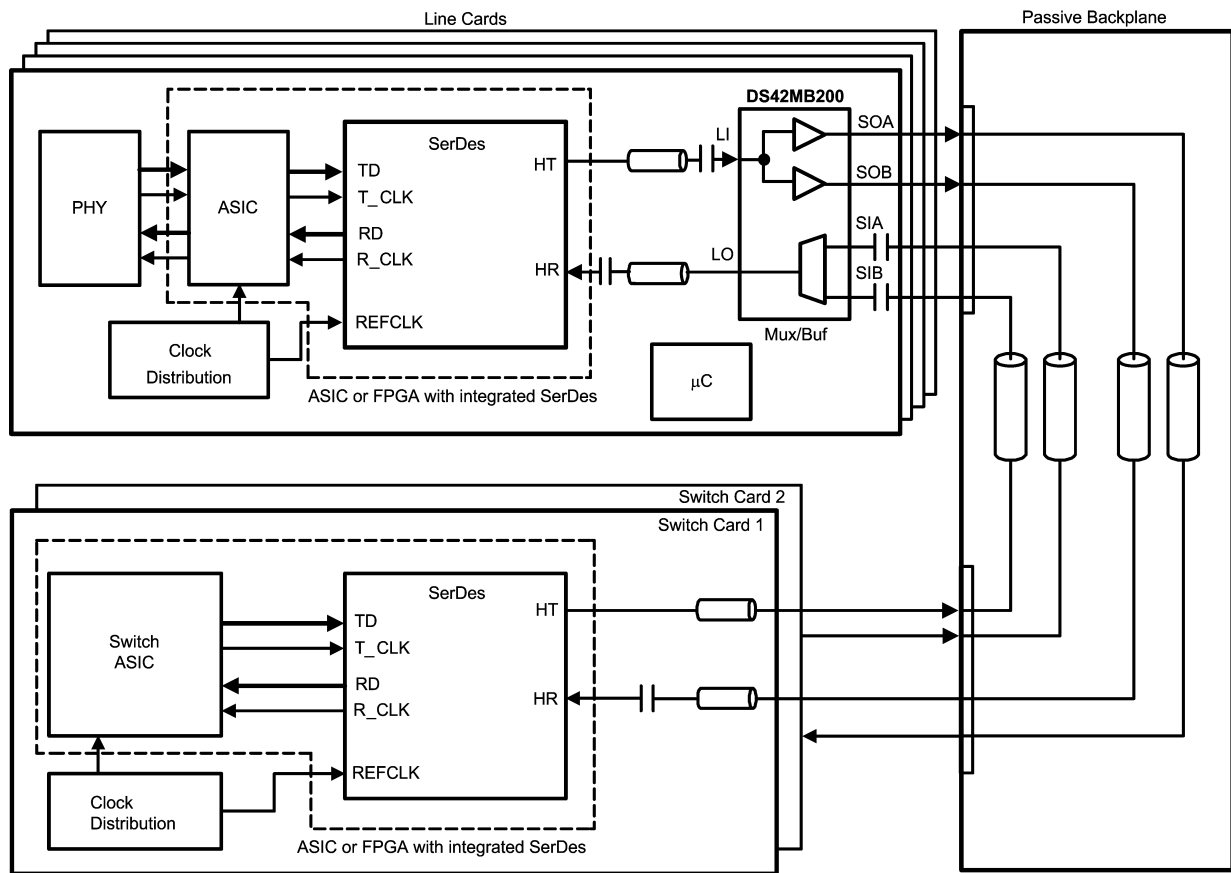 Line Cards
Passive Backplane
DS42MB200
SerDes
PHY
ASIC
TD
T_CLK
RD
R_CLK
REFCLK
HT
HR
LI
LO
SOA
SOB
SIA
SIB
Mux/Buf
Clock
Distribution
μC
ASIC or FPGA with integrated SerDes
Switch Card 2
Switch Card 1
SerDes
Switch
ASIC
TD
T_CLK
RD
R_CLK
REFCLK
HT
HR
Clock
Distribution
ASIC or FPGA with integrated SerDes